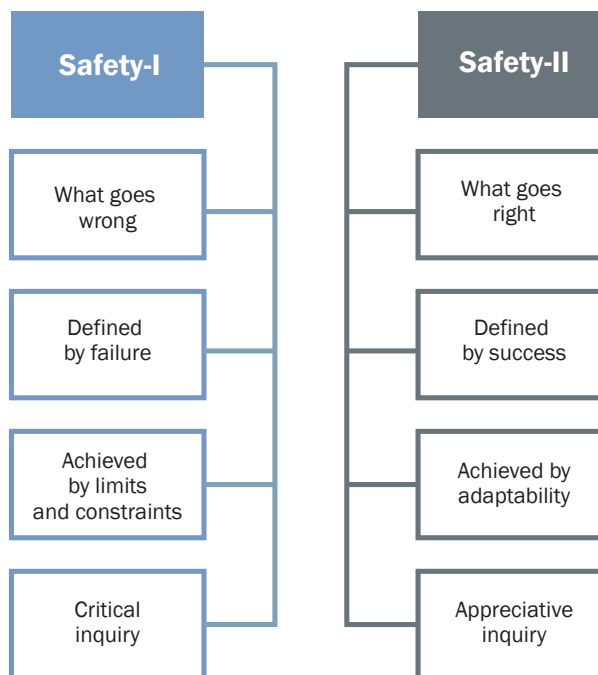 Safety-I
What goes
wrong
Defined
by failure
Achieved
by limits
and constraints
Critical
inquiry
Safety-II
What goes
right
Defined
by success
Achieved by
adaptability
Appreciative
inquiry